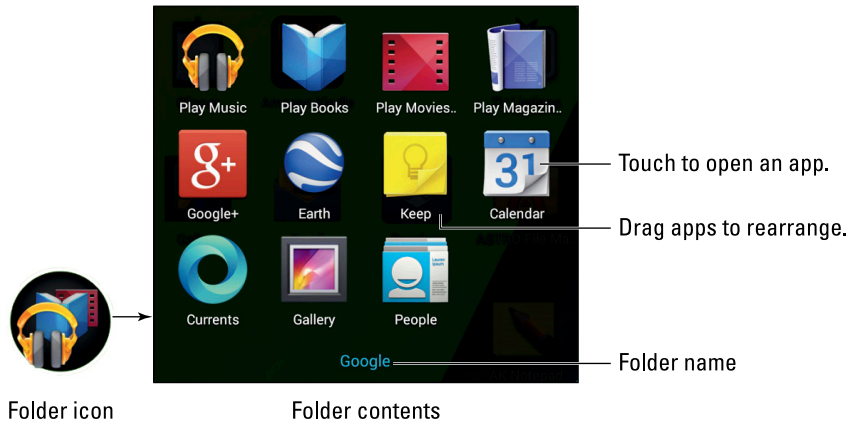 Play Music
Play Books
Play Movies..
Play Magazin..
g+
31
Touch to open an app.
Google+
Earth
Keep
Calendar
Drag apps to rearrange.
Currents
Gallery
People
Google
Folder name
Folder icon
Folder contents